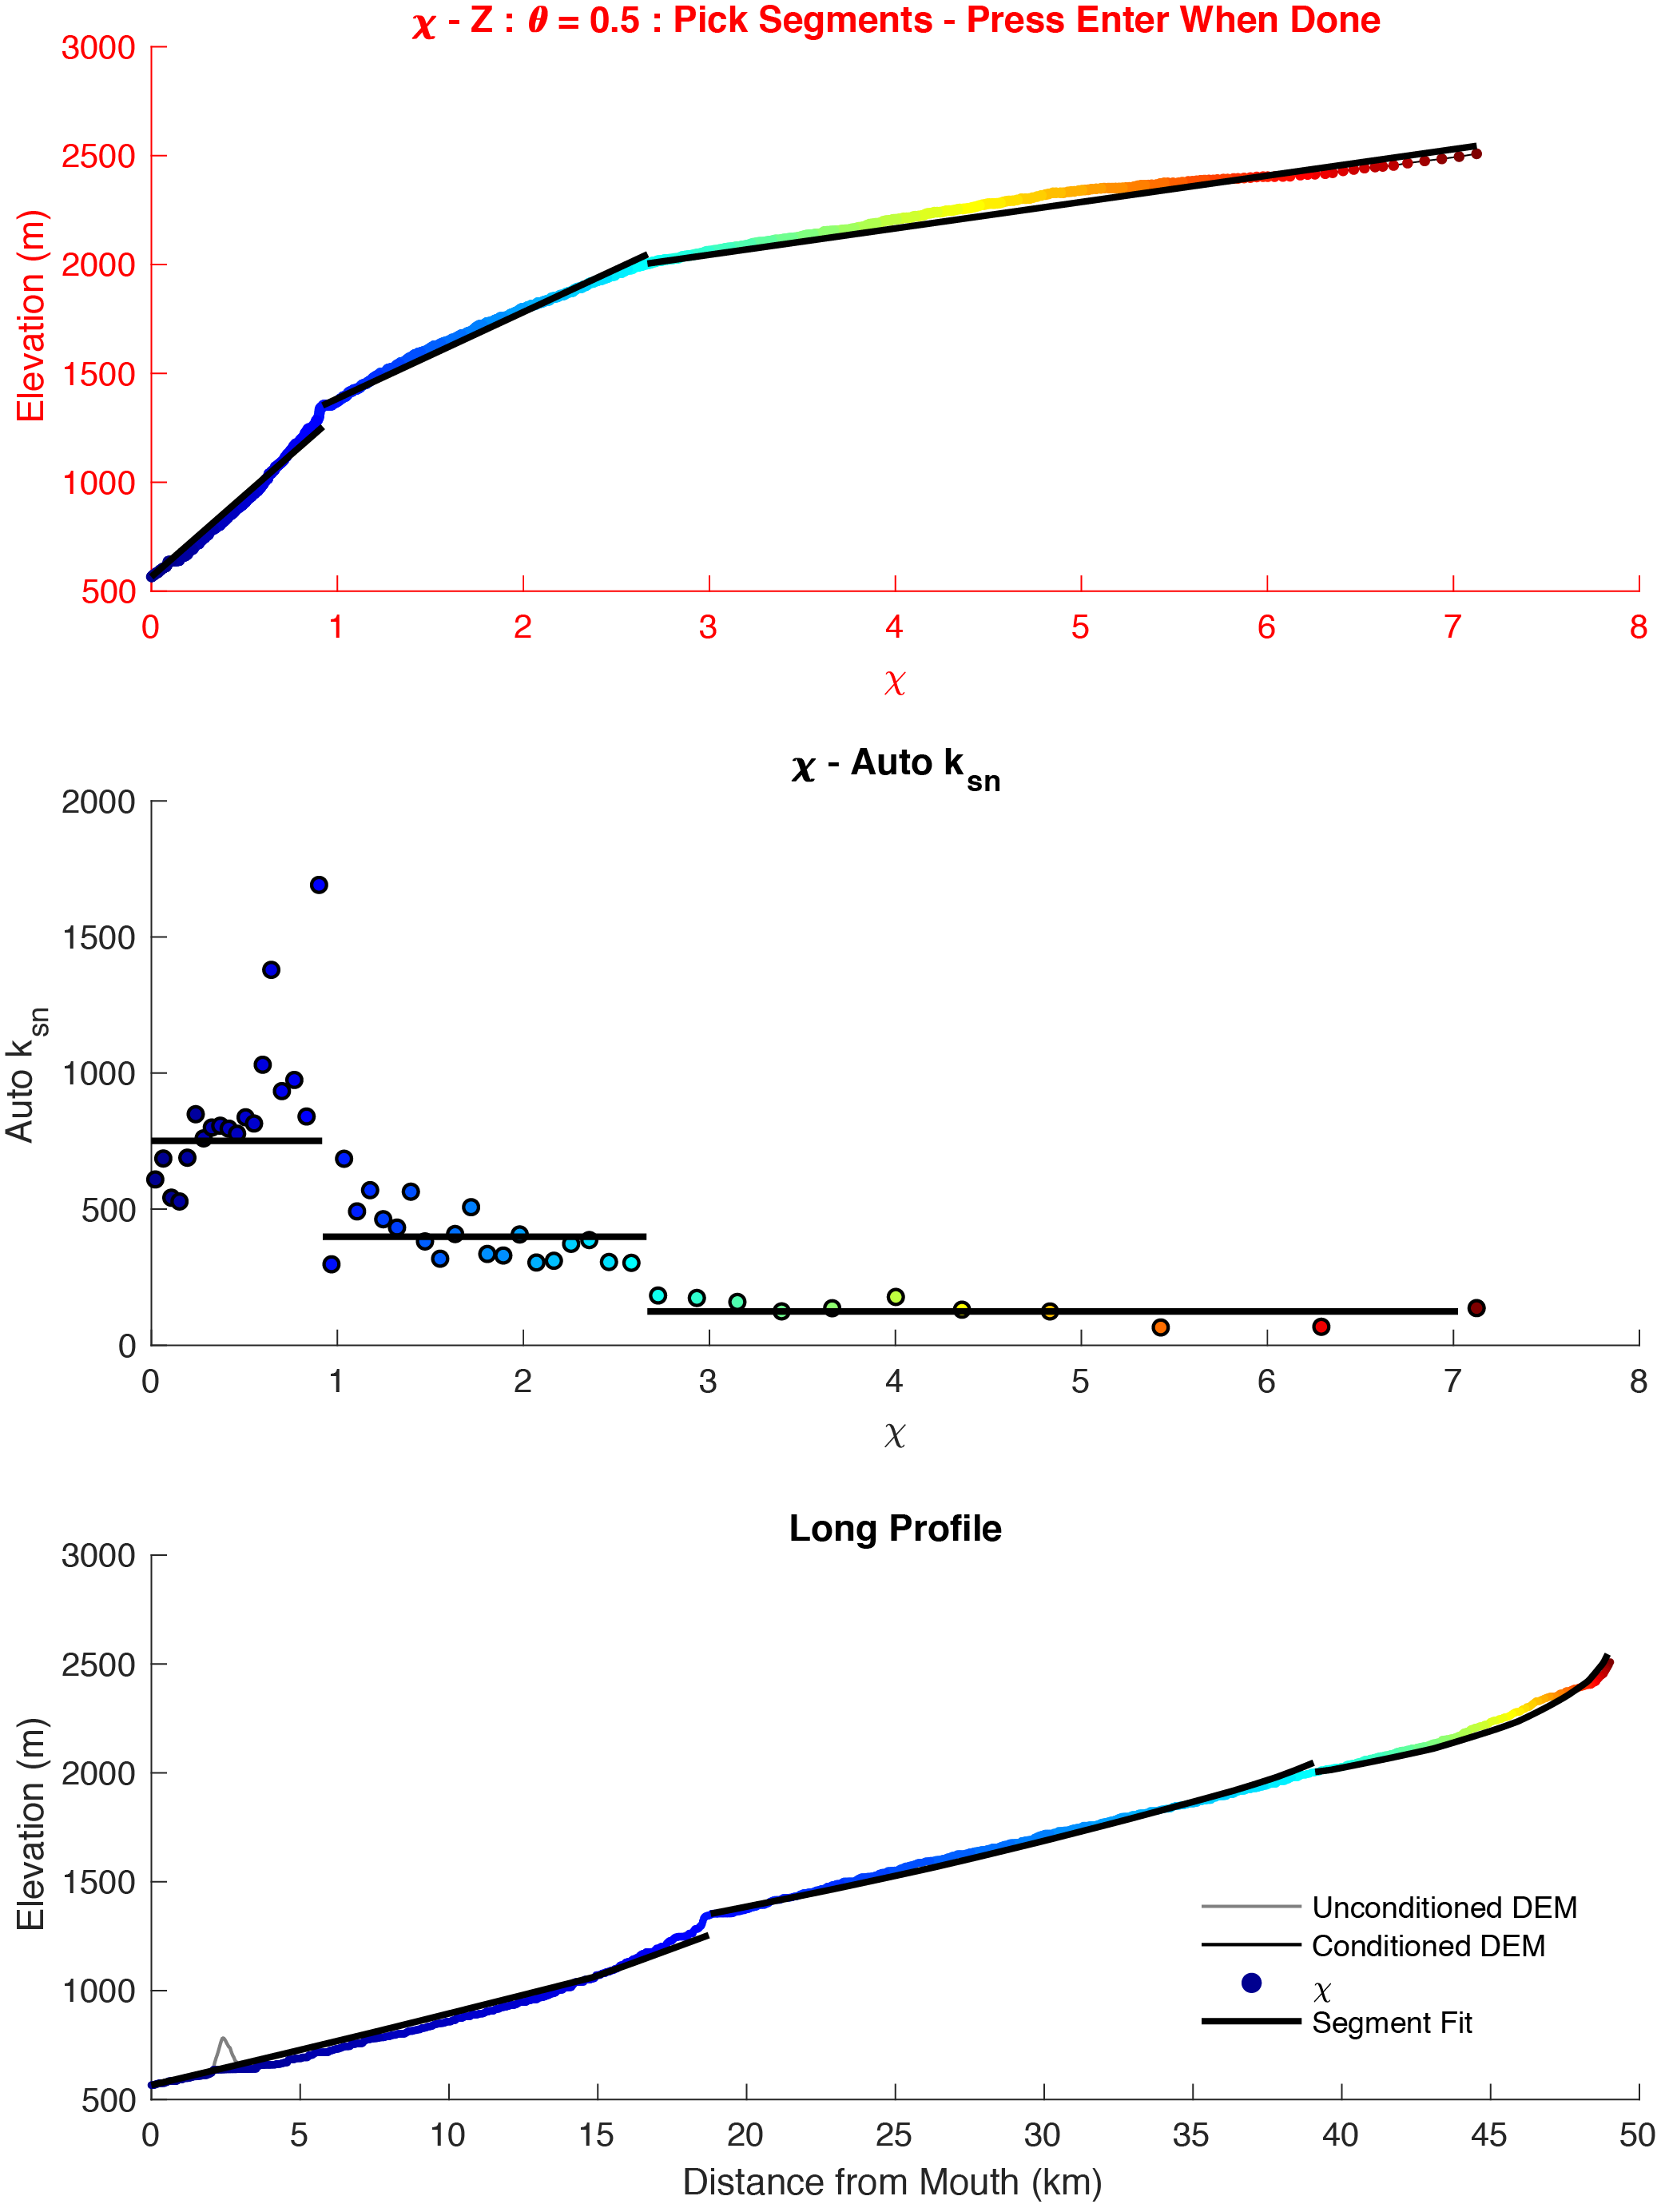 χ - Z : θ = 0.5 : Pick Segments - Press Enter When Done
3000
2500
2000
1500
1000
500
Elevation (m)
0 1 2 3 4 5 6 7 8
χ
χ - Auto ksn
2000
1500
1000
500
0
Auto ksn
0 1 2 3 4 5 6 7 8
χ
Long Profile
3000
2500
2000
1500
1000
500
Elevation (m)
Unconditioned DEM
Conditioned DEM
χ
Segment Fit
0 5 10 15 20 25 30 35 40 45 50
Distance from Mouth (km)